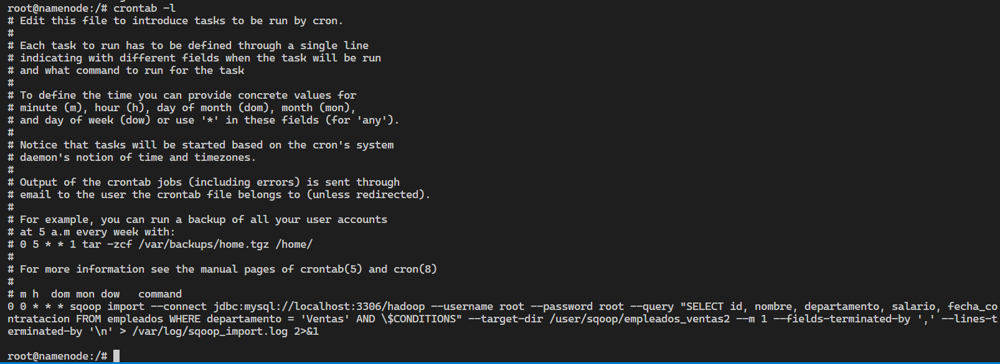 root@namenode:/# crontab -l
# Edit this file to introduce tasks to be run by cron.
#
# Each task to run has to be defined through a single line
# indicating with different fields when the task will be run
# and what command to run for the task
#
# To define the time you can provide concrete values for
# minute (m), hour (h), day of month (dom), month (mon),
# and day of week (dow) or use '*' in these fields (for 'any').
#
# Notice that tasks will be started based on the cron's system
# daemon's notion of time and timezones.
#
# Output of the crontab jobs (including errors) is sent through
# email to the user the crontab file belongs to (unless redirected).
#
# For example, you can run a backup of all your user accounts
# at 5 a.m every week with:
# 0 5 * * 1 tar -zcf /var/backups/home.tgz /home/
#
# For more information see the manual pages of crontab(5) and cron(8)
#
# m h  dom mon dow   command
0 0 * * * sqoop import --connect jdbc:mysql://localhost:3306/hadoop --username root --password root --query "SELECT id, nombre, departamento, salario, fecha_co
ntratacion FROM empleados WHERE departamento = 'Ventas' AND \$CONDITIONS" --target-dir /user/sqoop/empleados_ventas2 --m 1 --fields-terminated-by ',' --lines-t
erminated-by '\n' > /var/log/sqoop_import.log 2>&1
root@namenode:/#